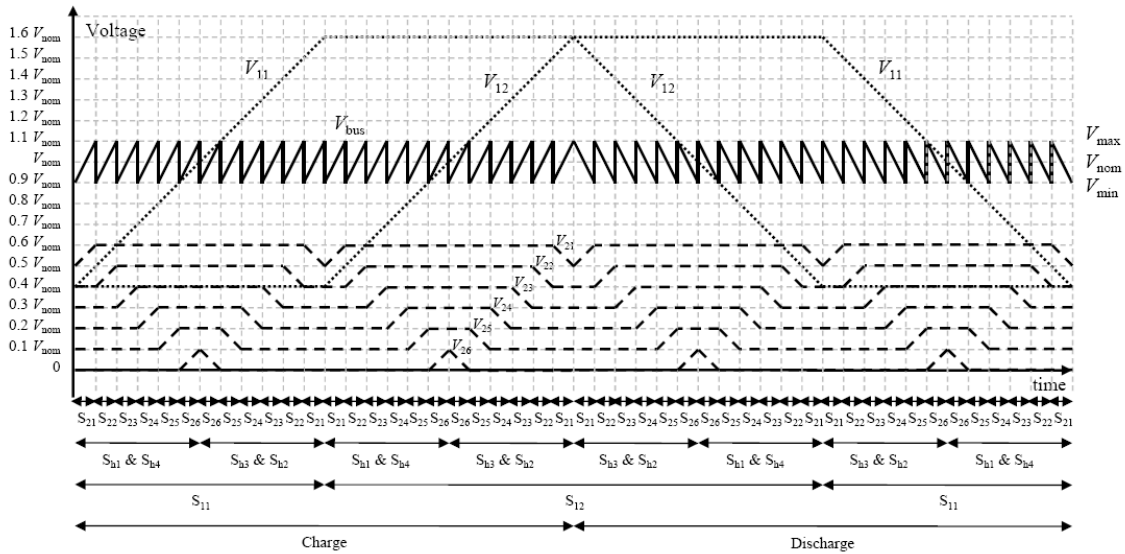 Voltage
1.6 Vnom
1.5 Vnom
1.4 Vnom
1.3 Vnom
1.2 Vnom
1.1 Vnom
Vnom
0.9 Vnom
0.8 Vnom
0.7 Vnom
0.6 Vnom
0.5 Vnom
0.4 Vnom
0.3 Vnom
0.2 Vnom
0.1 Vnom
0
V11
V12
V12
V11
Vbus
Vmax
Vnom
Vmin
V21
V22
V23
V24
V25
V26
time
S21 S22 S23 S24 S25 S26 S26 S25 S24 S23 S22 S21 S21 S22 S23 S24 S25 S26 S26 S25 S24 S23 S22 S21 S21 S22 S23 S24 S25 S26 S26 S25 S24 S23 S22 S21 S21 S22 S23 S24 S25 S26 S26 S25 S24 S23 S22 S21
Sh1 & Sh4 Sh3 & Sh2 Sh1 & Sh4 Sh3 & Sh2 Sh3 & Sh2 Sh1 & Sh4 Sh3 & Sh2 Sh1 & Sh4
S11 S12 S11
Charge Discharge